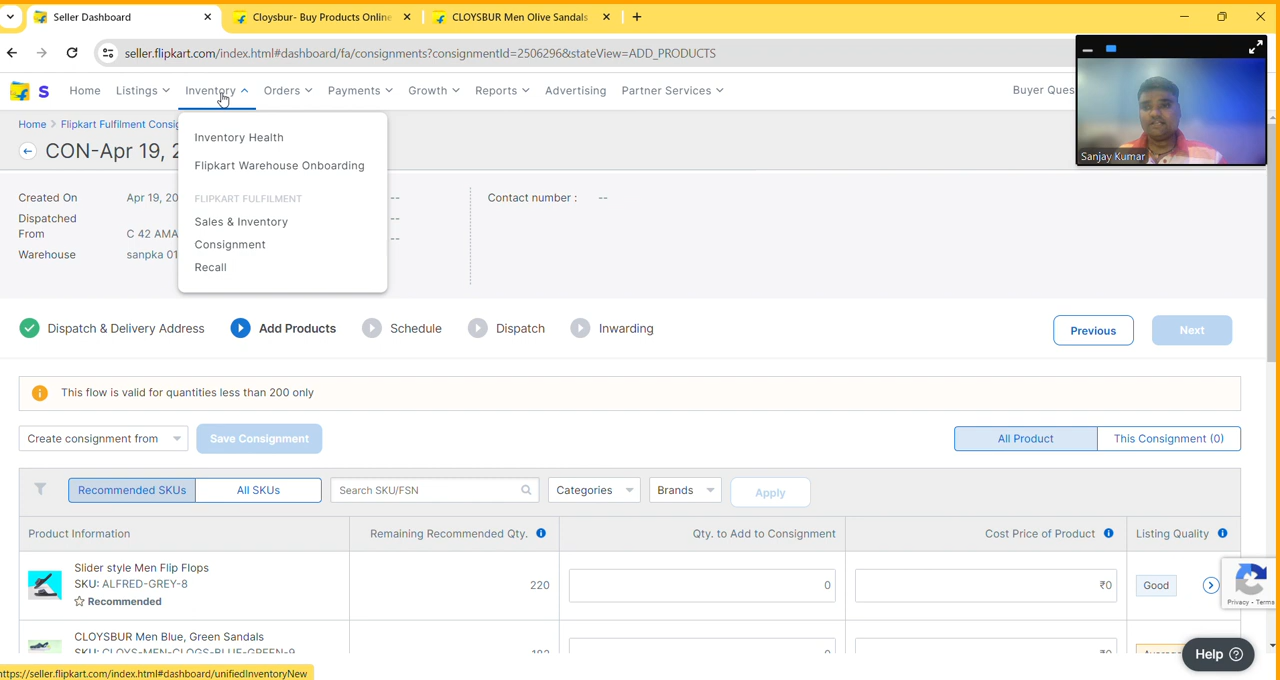 Seller Dashboard
Cloysbur- Buy Products Online
CLOYSBUR Men Olive Sandals
seller.flipkart.com/index.html#dashboard/fa/consignments?consignmentId=2506296&stateView=ADD_PRODUCTS
S
Home
Listings
Inventory
Orders
Payments
Growth
Reports
Advertising
Partner Services
Buyer Ques
Sanjay Kumar
Home
Flipkart Fulfilment Consig
CON-Apr 19, 2
Inventory Health
Flipkart Warehouse Onboarding
FLIPKART FULFILMENT
Sales & Inventory
Consignment
Recall
Created On
Apr 19, 20
--
Contact number :
--
Dispatched
From
C 42 AMA
--
--
Warehouse
sanpka 01
Dispatch & Delivery Address
Add Products
Schedule
Dispatch
Inwarding
Previous
Next
This flow is valid for quantities less than 200 only
Create consignment from
Save Consignment
All Product
This Consignment (0)
Recommended SKUs
All SKUs
Search SKU/FSN
Categories
Brands
Apply
Product Information
Remaining Recommended Qty.
Qty. to Add to Consignment
Cost Price of Product
Listing Quality
Slider style Men Flip Flops
SKU: ALFRED-GREY-8
Recommended
220
0
₹0
Good
Privacy - Terms
CLOYSBUR Men Blue, Green Sandals
SKU: CLOYS-MEN-CLOGS-BLUE-GREEN-9
0
₹0
Average
Help
https://seller.flipkart.com/index.html#dashboard/unifiedInventoryNew